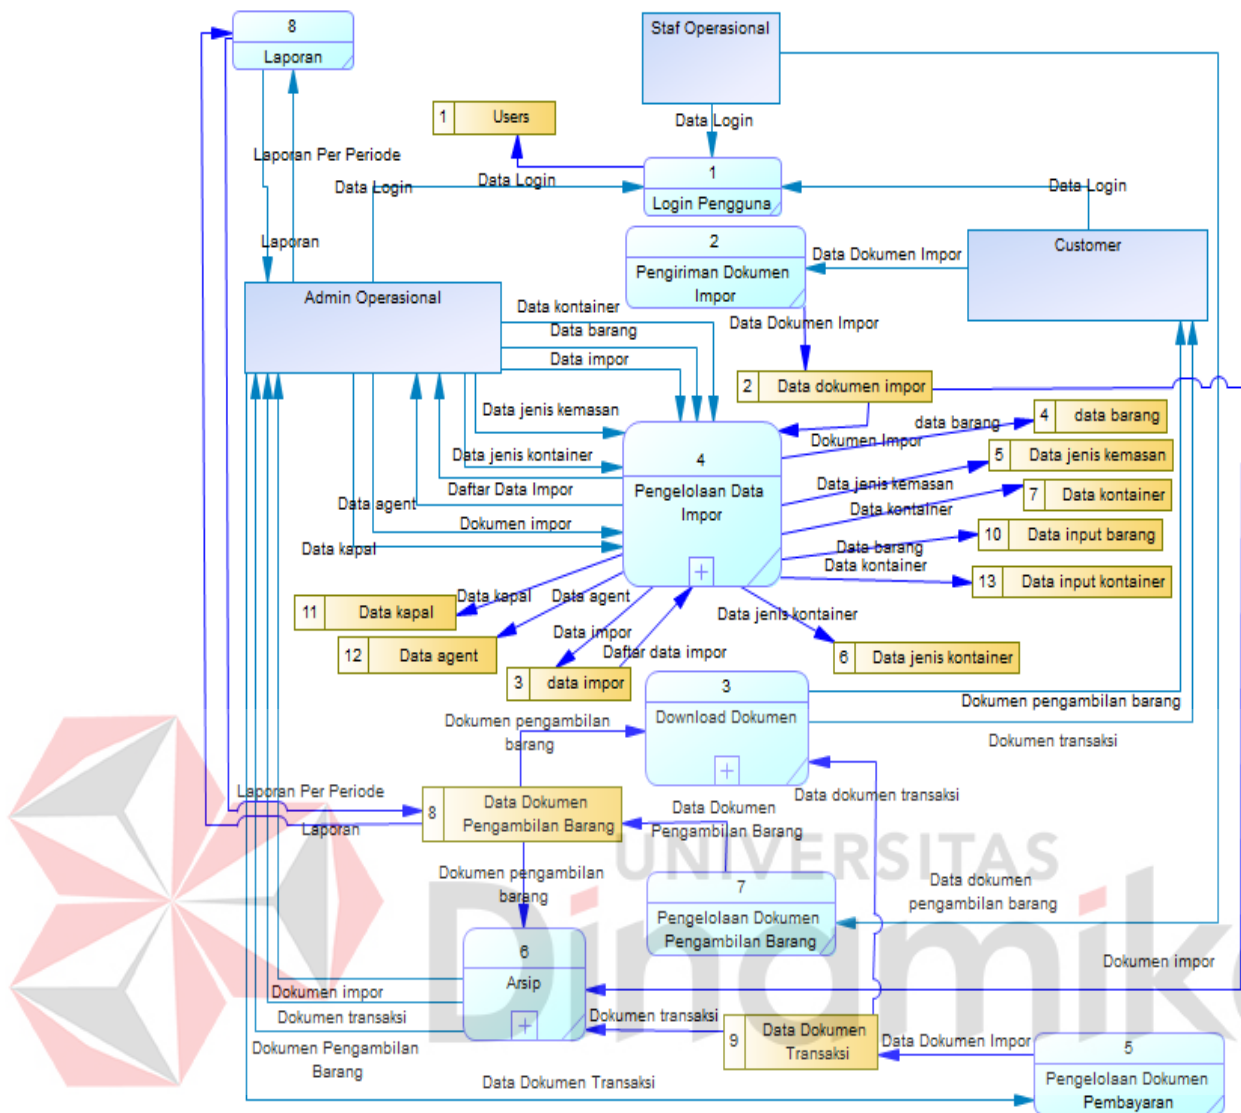 8
Laporan
Staf Operasional
1
Users
Data Login
Laporan Per Periode
Data Login
Data Login
1
Login Pengguna
Data Login
Laporan
2
Pengiriman Dokumen
Impor
Data Dokumen Impor
Customer
Admin Operasional
Data kontainer
Data barang
Data impor
Data Dokumen Impor
2
Data dokumen impor
Data jenis kemasan
Data jenis kontainer
Daftar Data Impor
Data agent
Dokumen impor
Data kapal
4
Pengelolaan Data
Impor
Dokumen Impor
data barang
4
data barang
Data jenis kemasan
5
Data jenis kemasan
Data kontainer
7
Data kontainer
Data barang
10
Data input barang
Data kontainer
13
Data input kontainer
11
Data kapal
Data kapal
12
Data agent
Data agent
Data impor
Daftar data impor
3
data impor
Data jenis kontainer
6
Data jenis kontainer
3
Download Dokumen
Dokumen pengambilan barang
Dokumen transaksi
Dokumen pengambilan
barang
Data dokumen transaksi
Laporan Per Periode
Laporan
8
Data Dokumen
Pengambilan Barang
Data Dokumen
Pengambilan Barang
UNIVERSITAS
Dinamika
Dokumen pengambilan
barang
7
Pengelolaan Dokumen
Pengambilan Barang
Data dokumen
pengambilan barang
6
Arsip
Dokumen impor
Dokumen impor
Dokumen transaksi
Dokumen Pengambilan
Barang
Dokumen transaksi
9
Data Dokumen
Transaksi
Data Dokumen Impor
5
Pengelolaan Dokumen
Pembayaran
Data Dokumen Transaksi